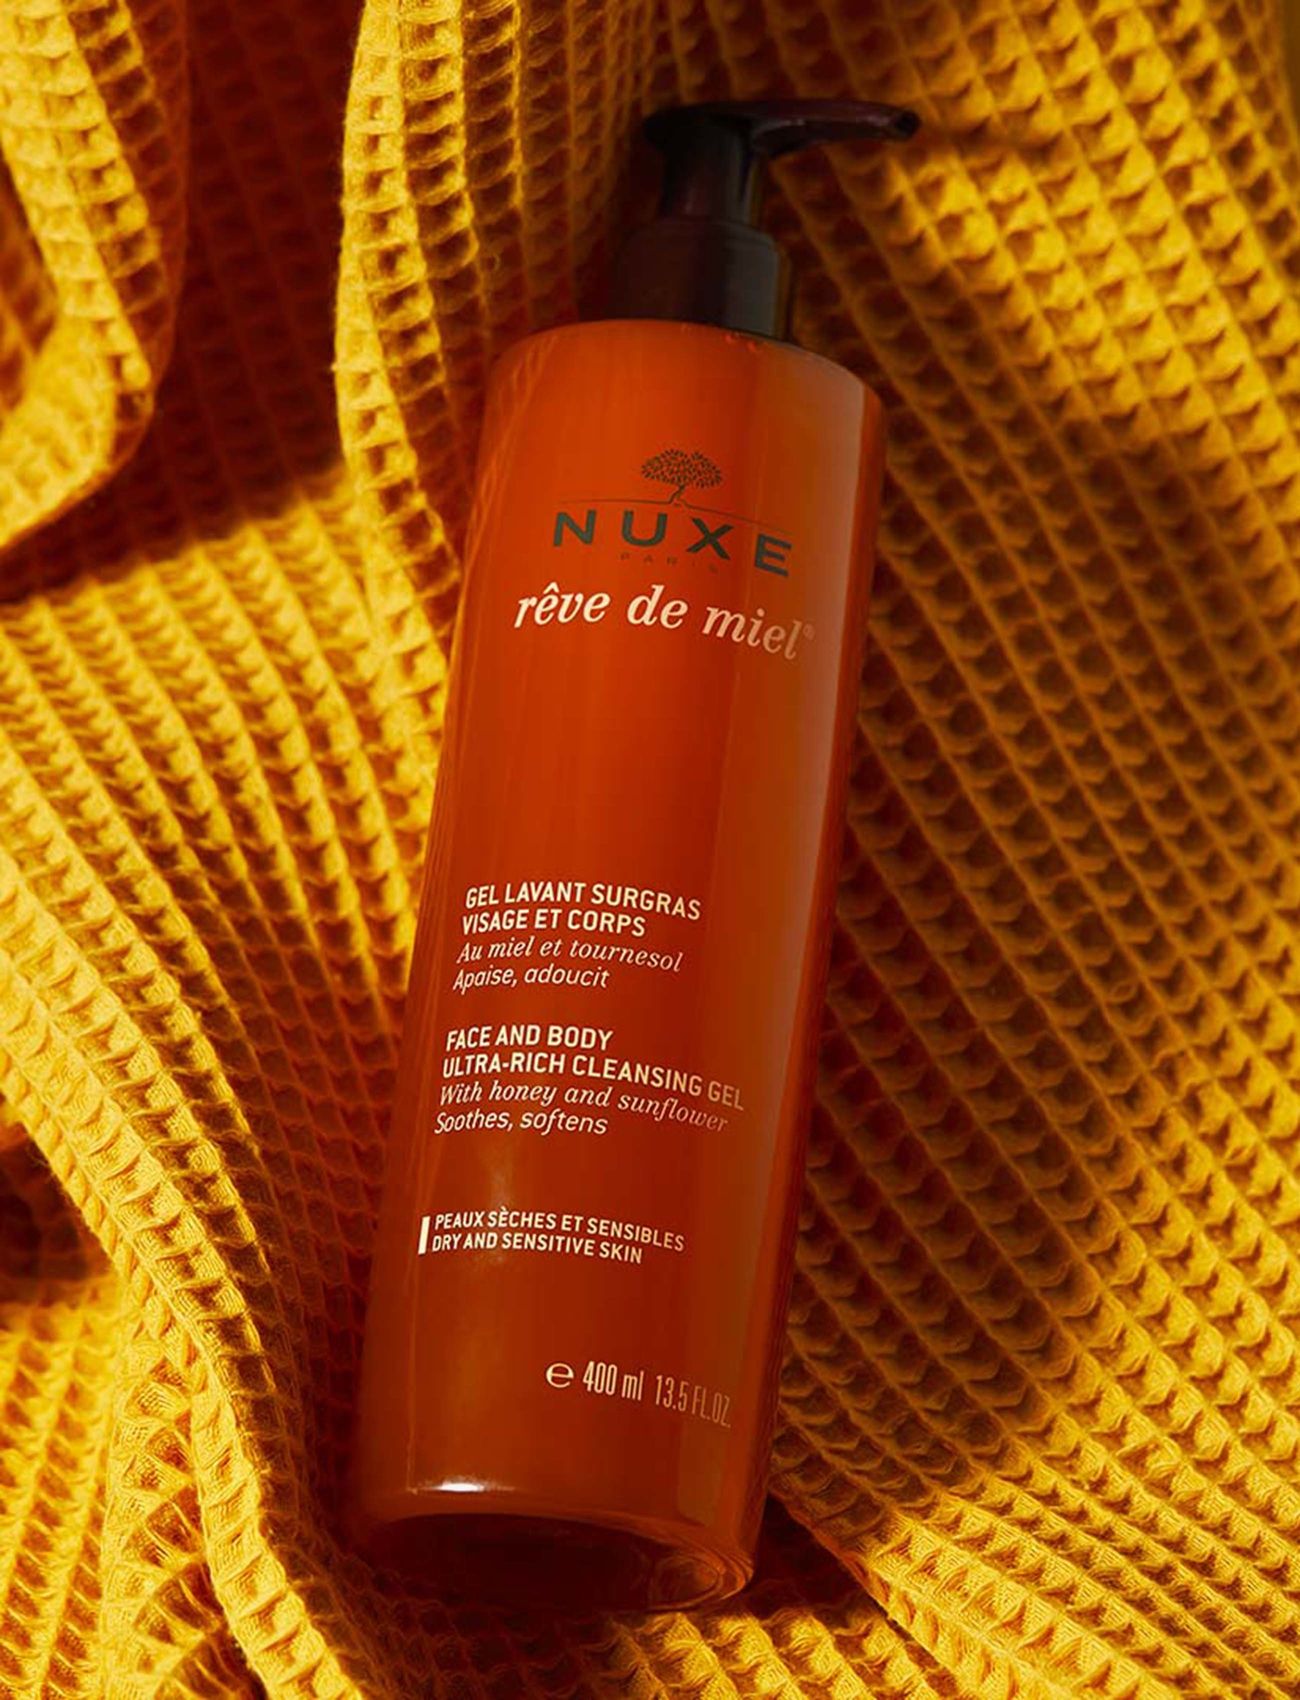 NUXE
PARIS
rêve de miel®
GEL LAVANT SURGRAS
VISAGE ET CORPS
Au miel et tournesol
Apaise, adoucit
FACE AND BODY
ULTRA-RICH CLEANSING GEL
With honey and sunflower
Soothes, softens
PEAUX SÈCHES ET SENSIBLES
DRY AND SENSITIVE SKIN
℮ 400 ml 13.5 FL.OZ.